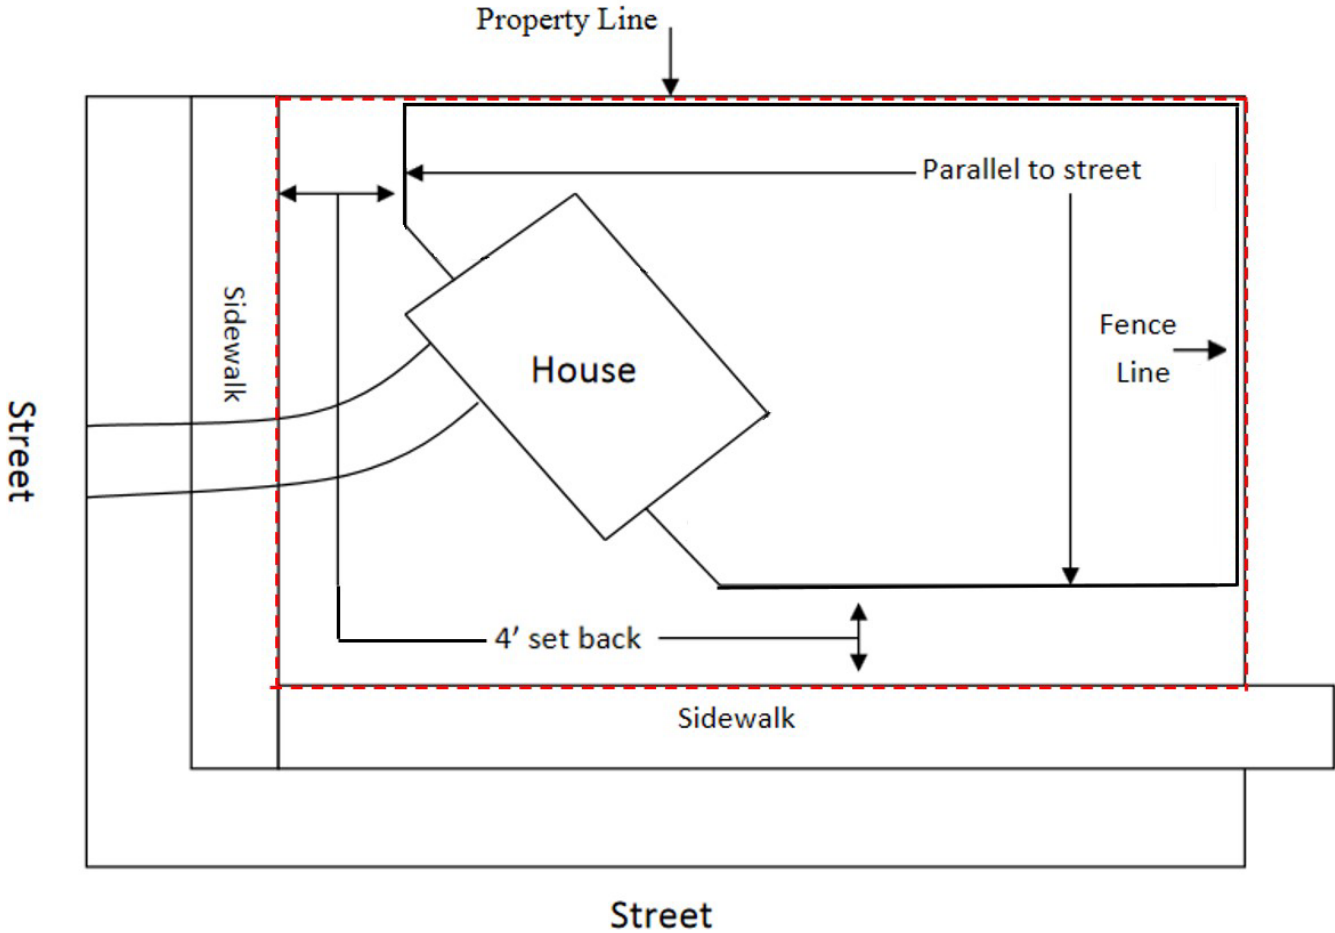 Property Line
Parallel to street
Sidewalk
Fence
Line
House
Street
4’ set back
Sidewalk
Street